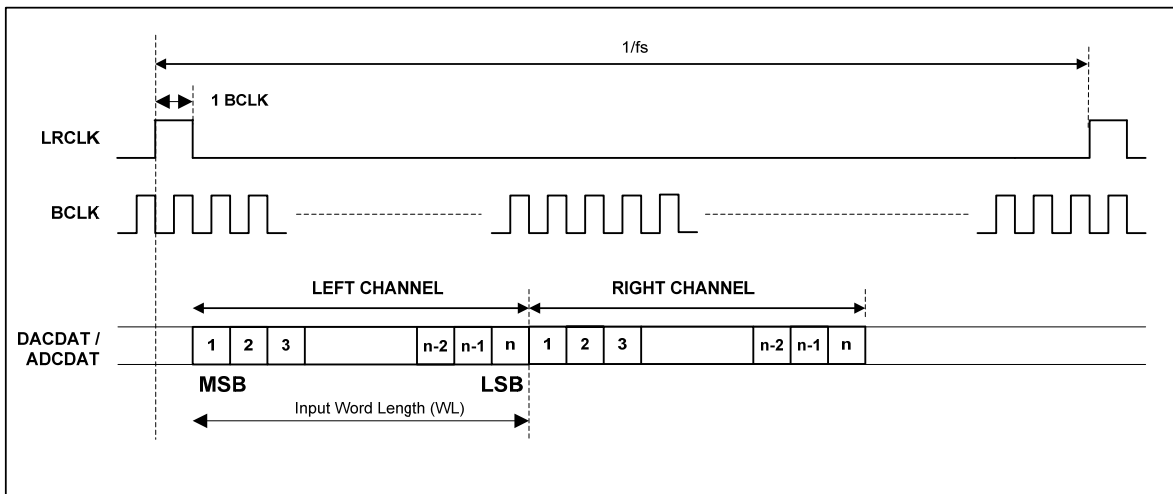 1/fs
1 BCLK
LRCLK
BCLK
LEFT CHANNEL RIGHT CHANNEL
DACDAT /
ADCDAT
1 2 3 n-2 n-1 n 1 2 3 n-2 n-1 n
MSB LSB
Input Word Length (WL)